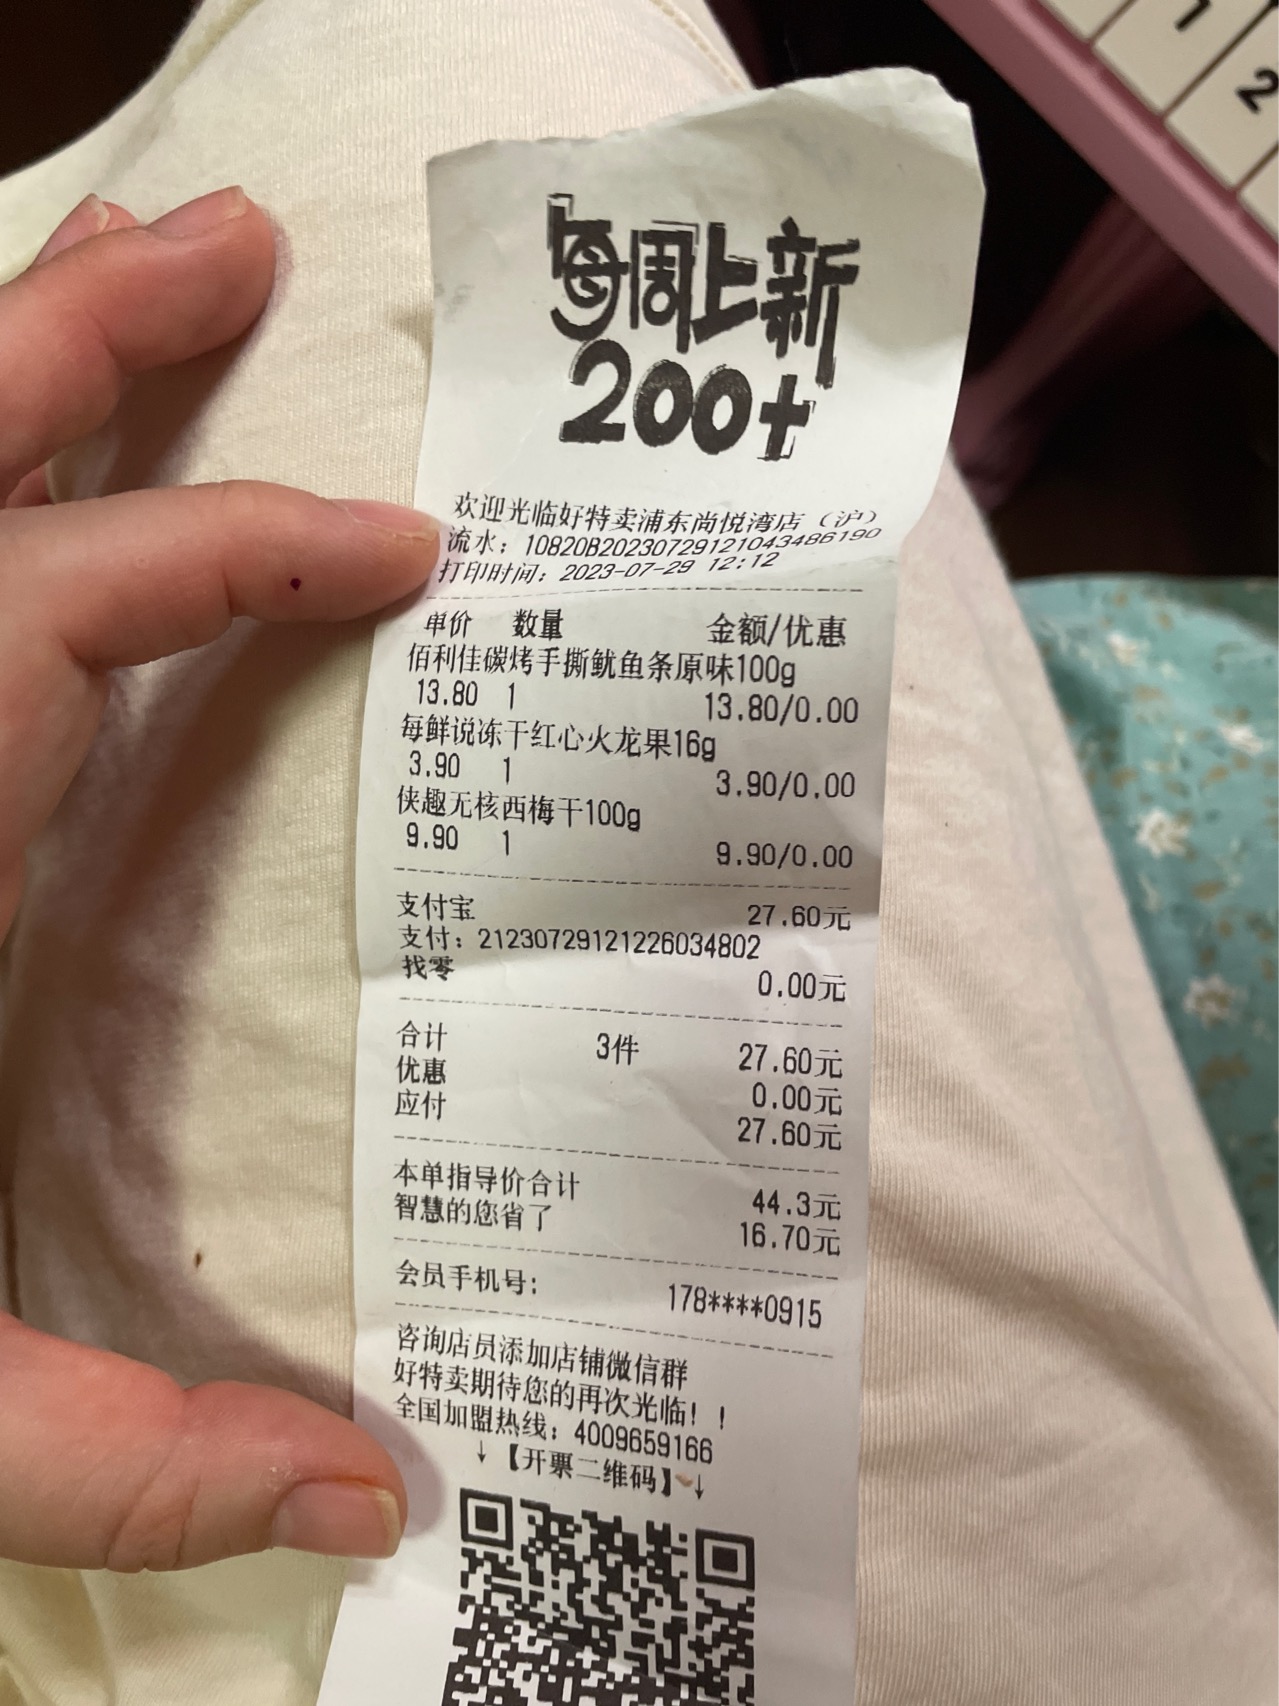 每周上新
200+
欢迎光临好特卖浦东尚悦湾店（沪）
流水：10820B20230729121043486190
打印时间：2023-07-29 12:12
单价 数量 金额/优惠
佰利佳碳烤手撕鱿鱼条原味100g
13.80 1 13.80/0.00
每鲜说冻干红心火龙果16g
3.90 1 3.90/0.00
侠趣无核西梅干100g
9.90 1 9.90/0.00
支付宝 27.60元
支付：21230729121226034802
找零 0.00元
合计 3件 27.60元
优惠 0.00元
应付 27.60元
本单指导价合计 44.3元
智慧的您省了 16.70元
会员手机号: 178****0915
咨询店员添加店铺微信群
好特卖期待您的再次光临！！
全国加盟热线：4009659166
↓【开票二维码】↓
1
2